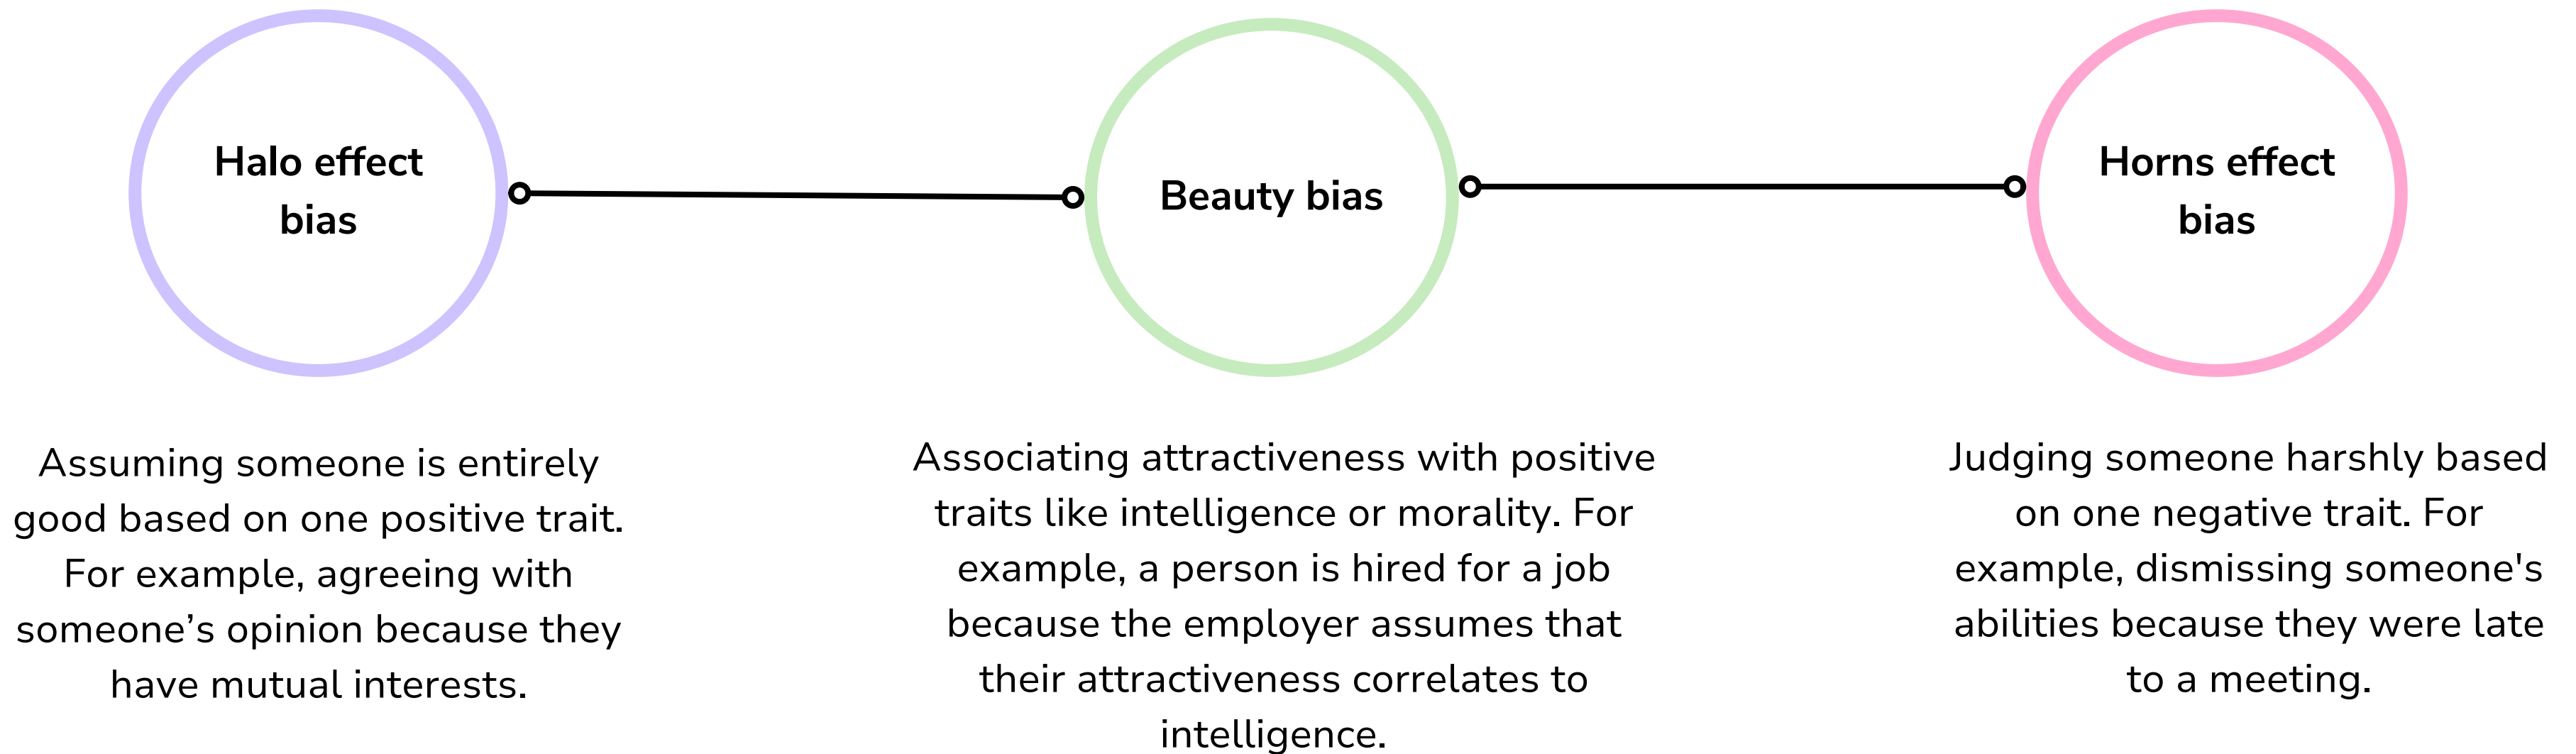 Halo effect
bias
Beauty bias
Horns effect
bias
Assuming someone is entirely
good based on one positive trait.
For example, agreeing with
someone’s opinion because they
have mutual interests.
Associating attractiveness with positive
traits like intelligence or morality. For
example, a person is hired for a job
because the employer assumes that
their attractiveness correlates to
intelligence.
Judging someone harshly based
on one negative trait. For
example, dismissing someone's
abilities because they were late
to a meeting.